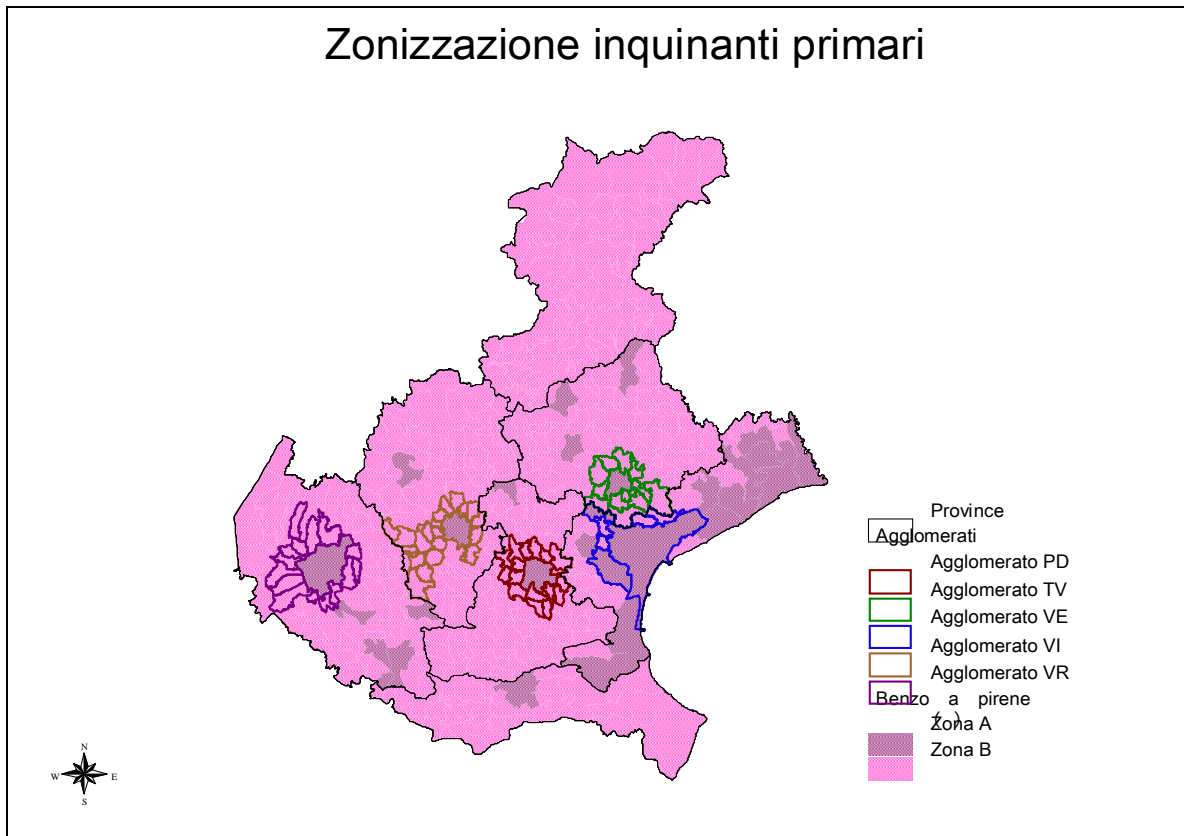 Zonizzazione inquinanti primari
Province
Agglomerati
Agglomerato PD
Agglomerato TV
Agglomerato VE
Agglomerato VI
Agglomerato VR
Benzo a pirene
( )
Zona A
Zona B
N
W E
S